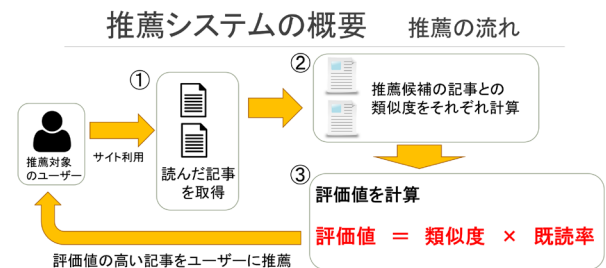 推薦システムの概要 推薦の流れ
①
読んだ記事
を取得
②
推薦候補の記事との
類似度をそれぞれ計算
推薦対象
のユーザー
サイト利用
③
評価値を計算
評価値 = 類似度 × 既読率
評価値の高い記事をユーザーに推薦